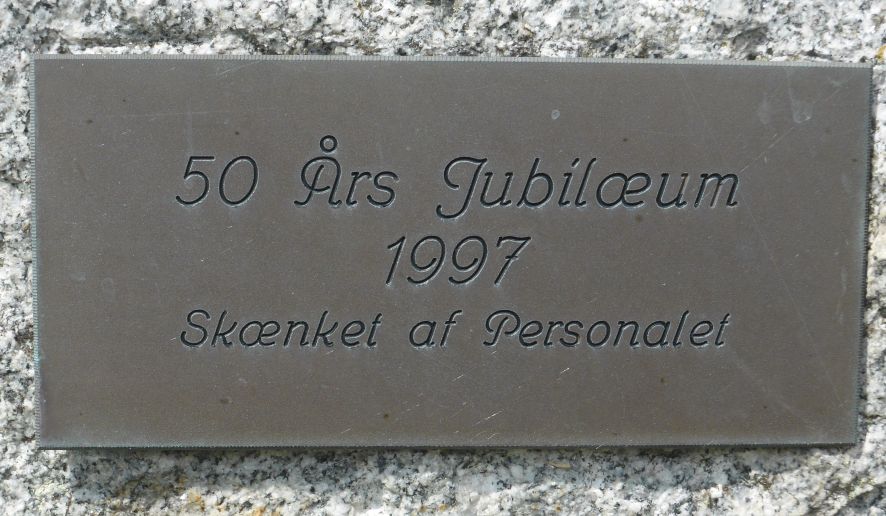 50 Års Jubilæum
1997
Skænket af Personalet